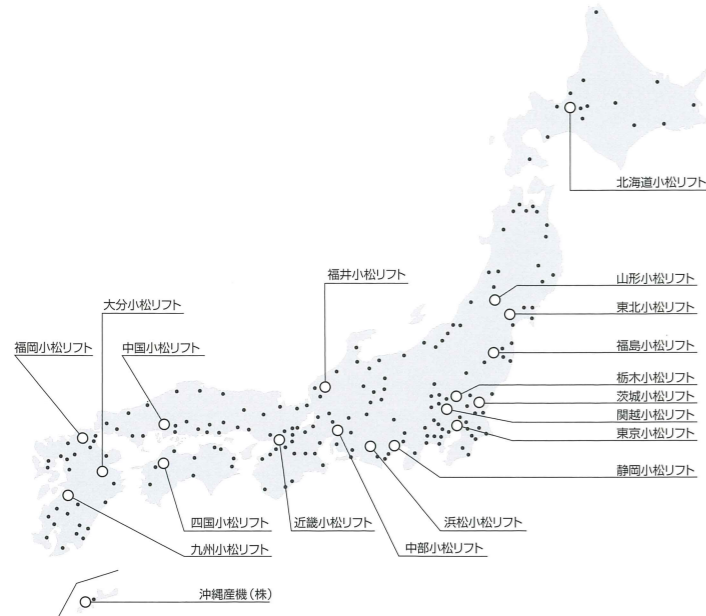 北海道小松リフト
山形小松リフト
東北小松リフト
福島小松リフト
栃木小松リフト
茨城小松リフト
関越小松リフト
東京小松リフト
静岡小松リフト
福井小松リフト
大分小松リフト
福岡小松リフト
中国小松リフト
四国小松リフト
近畿小松リフト
浜松小松リフト
九州小松リフト
中部小松リフト
沖縄産機(株)